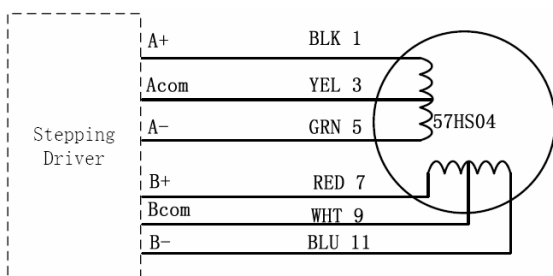 A+ BLK 1
Acom YEL 3
A- GRN 5
57HS04
Stepping
Driver
B+ RED 7
Bcom WHT 9
B- BLU 11